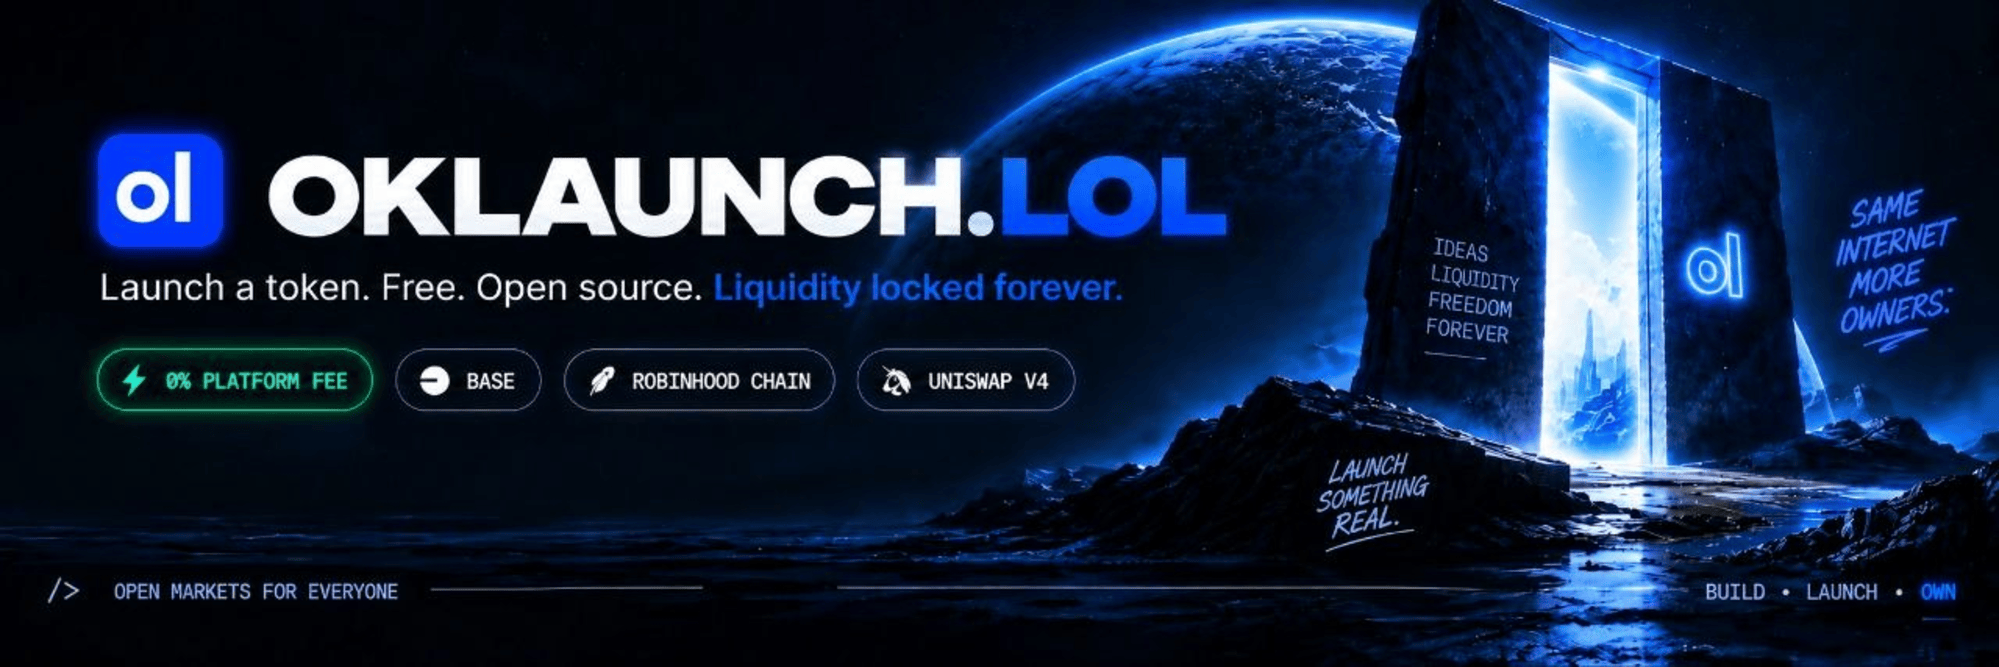 ol OKLAUNCH.LOL
Launch a token. Free. Open source. Liquidity locked forever.
0% PLATFORM FEE
BASE
ROBINHOOD CHAIN
UNISWAP V4
IDEAS
LIQUIDITY
FREEDOM
FOREVER
ol
SAME
INTERNET
MORE
OWNERS.
LAUNCH
SOMETHING
REAL.
/> OPEN MARKETS FOR EVERYONE
BUILD • LAUNCH • OWN